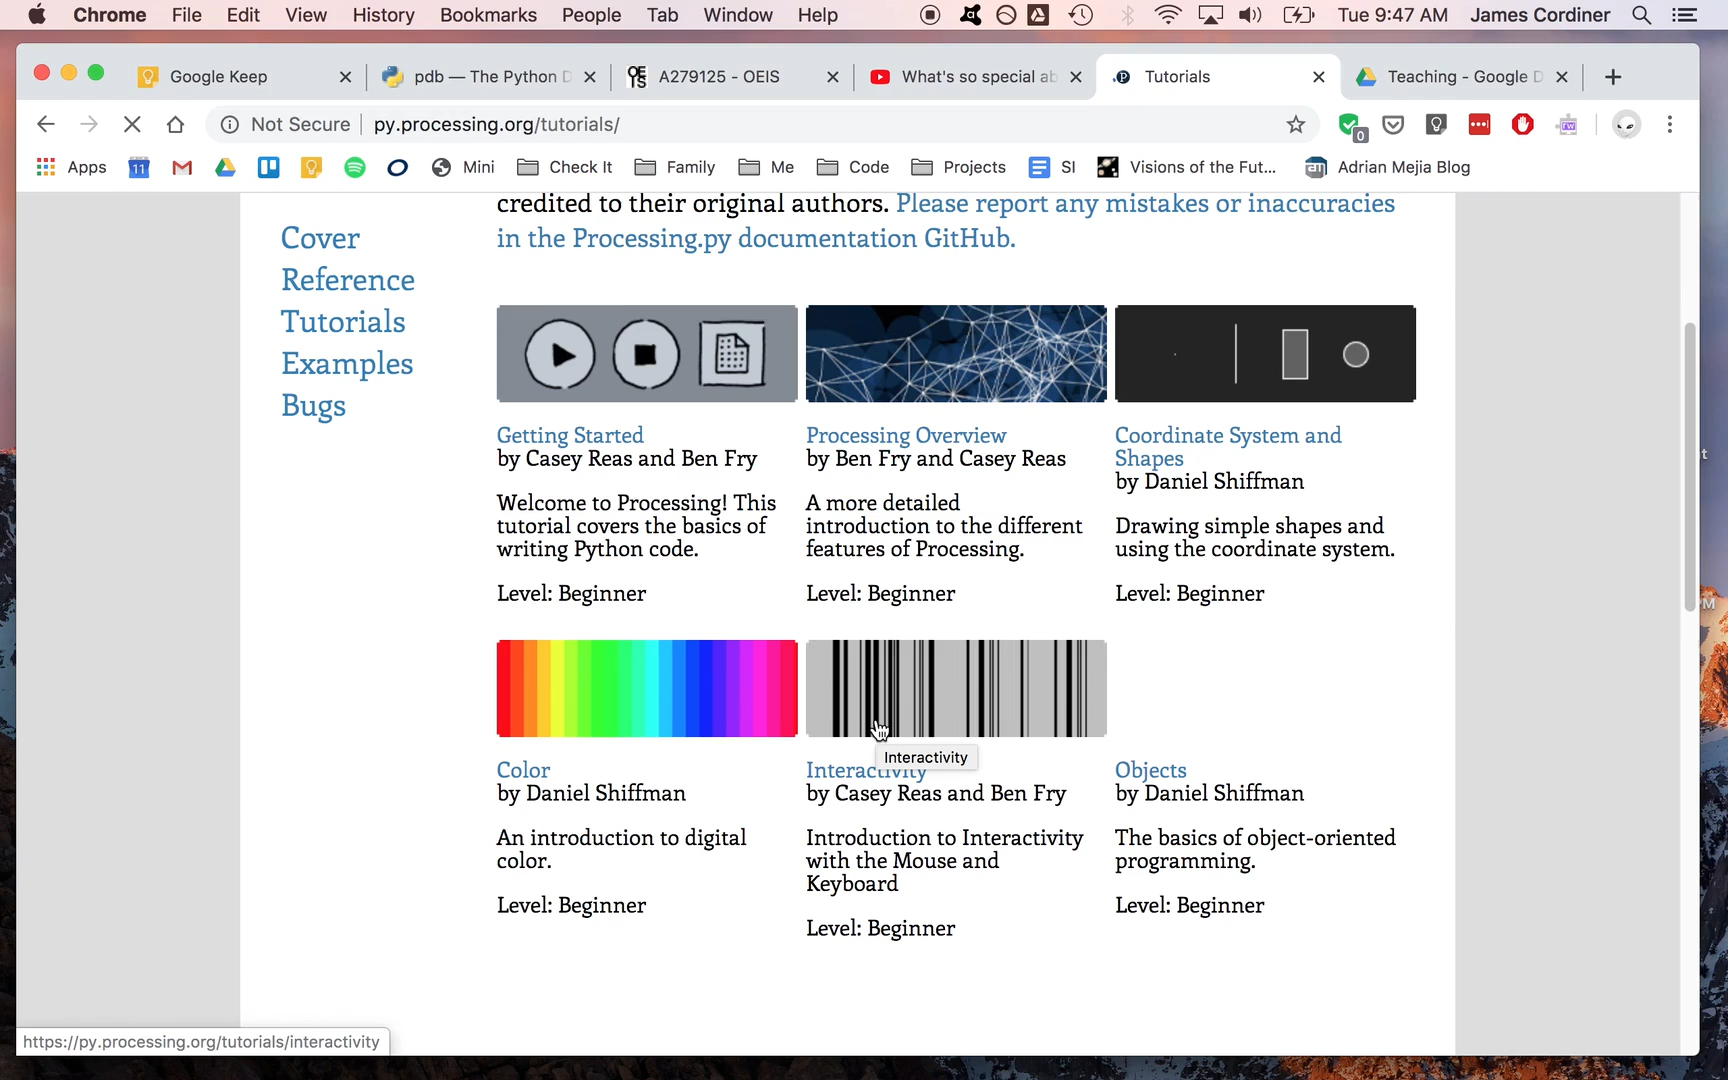 Chrome File Edit View History Bookmarks People Tab Window Help Tue 9:47 AM James Cordiner
Google Keep pdb — The Python D A279125 - OEIS What's so special ab Tutorials Teaching - Google D
Not Secure py.processing.org/tutorials/
Apps Mini Check It Family Me Code Projects SI Visions of the Fut... Adrian Mejia Blog
credited to their original authors. Please report any mistakes or inaccuracies
in the Processing.py documentation GitHub.
Cover
Reference
Tutorials
Examples
Bugs
Getting Started
by Casey Reas and Ben Fry
Welcome to Processing! This
tutorial covers the basics of
writing Python code.
Level: Beginner
Processing Overview
by Ben Fry and Casey Reas
A more detailed
introduction to the different
features of Processing.
Level: Beginner
Coordinate System and
Shapes
by Daniel Shiffman
Drawing simple shapes and
using the coordinate system.
Level: Beginner
Color
by Daniel Shiffman
An introduction to digital
color.
Level: Beginner
Interactivity
Interactivity
by Casey Reas and Ben Fry
Introduction to Interactivity
with the Mouse and
Keyboard
Level: Beginner
Objects
by Daniel Shiffman
The basics of object-oriented
programming.
Level: Beginner
https://py.processing.org/tutorials/interactivity